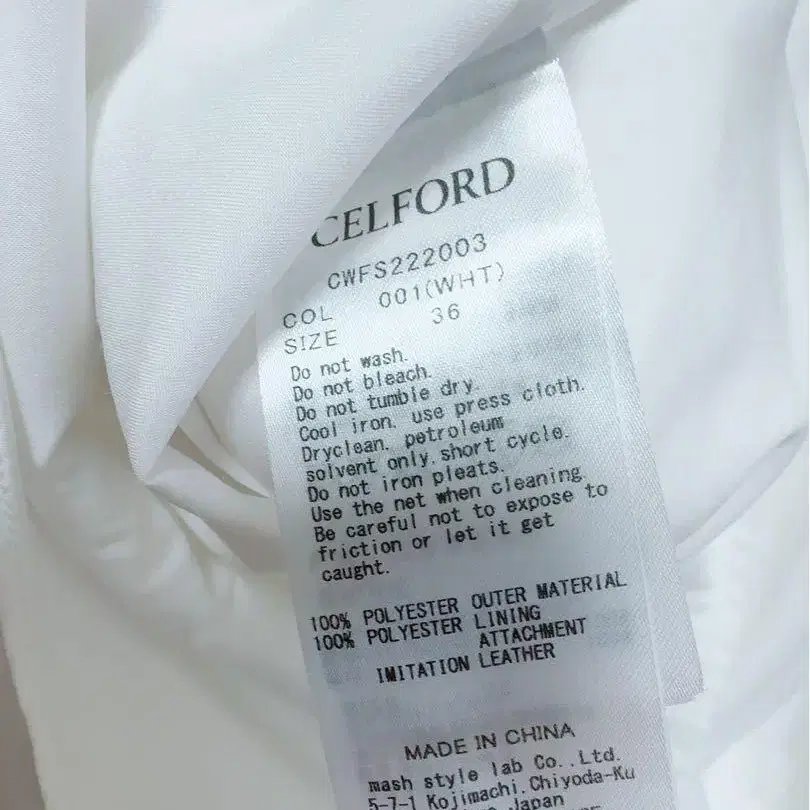 CELFORD
CWFS222003
COL 001(WHT)
SIZE 36
Do not wash.
Do not bleach.
Do not tumble dry.
Cool iron. use press cloth.
Dryclean. petroleum
solvent only.short cycle.
Do not iron pleats.
Use the net when cleaning.
Be careful not to expose to
friction or let it get
caught.
100% POLYESTER OUTER MATERIAL
100% POLYESTER LINING
ATTACHMENT
IMITATION LEATHER
MADE IN CHINA
mash style lab Co.,Ltd.
5-7-1 Kojimachi.Chiyoda-Ku
Japan